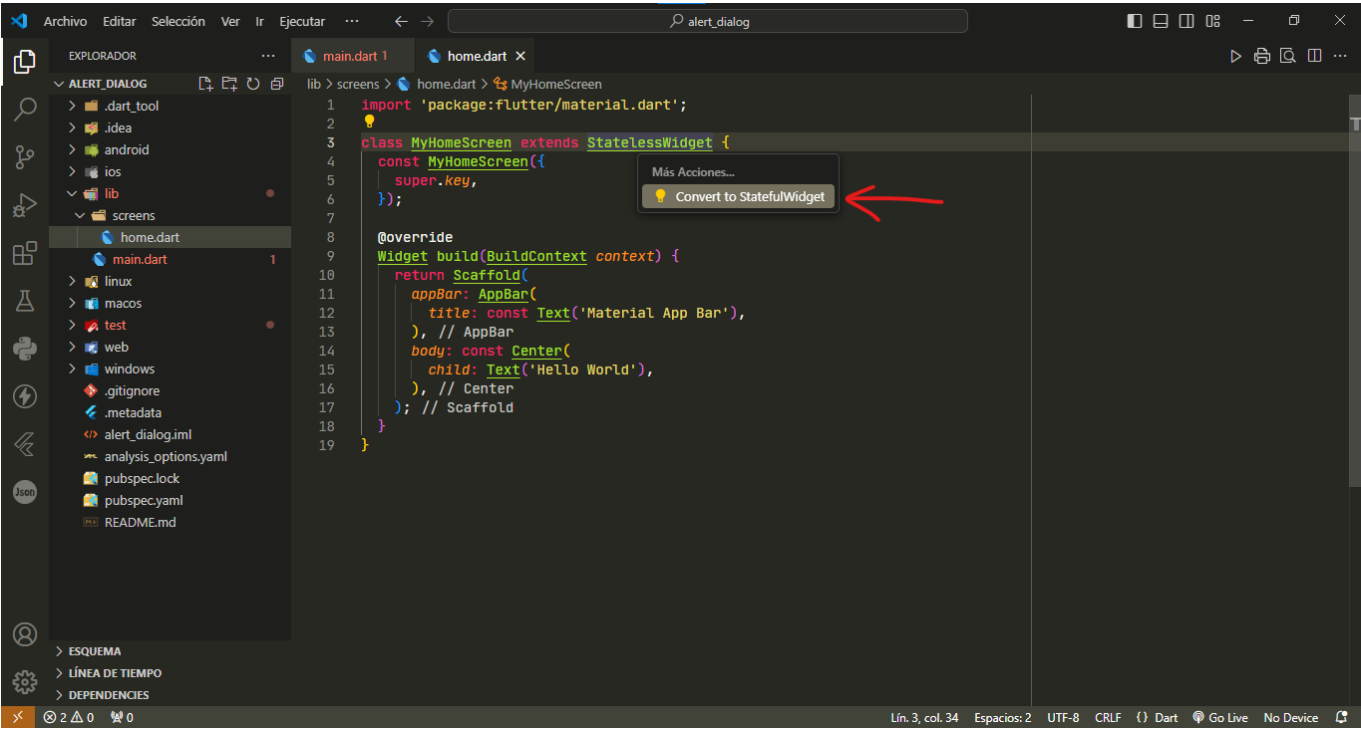 Archivo Editar Selección Ver Ir Ejecutar ··· ← → alert_dialog
EXPLORADOR ···
main.dart 1 home.dart ×
ALERT_DIALOG
lib > screens > home.dart > MyHomeScreen
.dart_tool
.idea
android
ios
lib
screens
home.dart
main.dart 1
linux
macos
test
web
windows
.gitignore
.metadata
alert_dialog.iml
analysis_options.yaml
pubspec.lock
pubspec.yaml
README.md
Json
ESQUEMA
LÍNEA DE TIEMPO
DEPENDENCIES
1 import 'package:flutter/material.dart';
2
3 class MyHomeScreen extends StatelessWidget {
4 const MyHomeScreen({
5 super.key,
6 });
7
8 @override
9 Widget build(BuildContext context) {
10 return Scaffold(
11 appBar: AppBar(
12 title: const Text('Material App Bar'),
13 ), // AppBar
14 body: const Center(
15 child: Text('Hello World'),
16 ), // Center
17 ); // Scaffold
18 }
19 }
Más Acciones...
Convert to StatefulWidget
2 0 0 Lín. 3, col. 34 Espacios: 2 UTF-8 CRLF {} Dart Go Live No Device